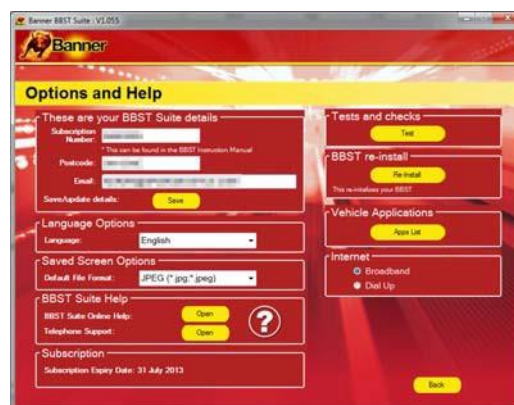 Banner BBST Suite : V1.055
Banner
Options and Help
These are your BBST Suite details
Subscription
Number:
* This can be found in the BBST Instruction Manual
Postcode:
Email:
Save/update details:
Save
Language Options
Language:
English
Saved Screen Options
Default File Format:
JPEG (*.jpg;*.jpeg)
BBST Suite Help
BBST Suite Online Help:
Open
?
Telephone Support:
Open
Subscription
Subscription Expiry Date: 31 July 2013
Tests and checks
Test
BBST re-install
Re-Install
This re-initialises your BBST
Vehicle Applications
Apps List
Internet
Broadband
Dial Up
Back